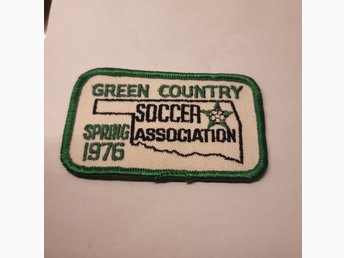 GREEN COUNTRY
SOCCER
SPRING ASSOCIATION
1976